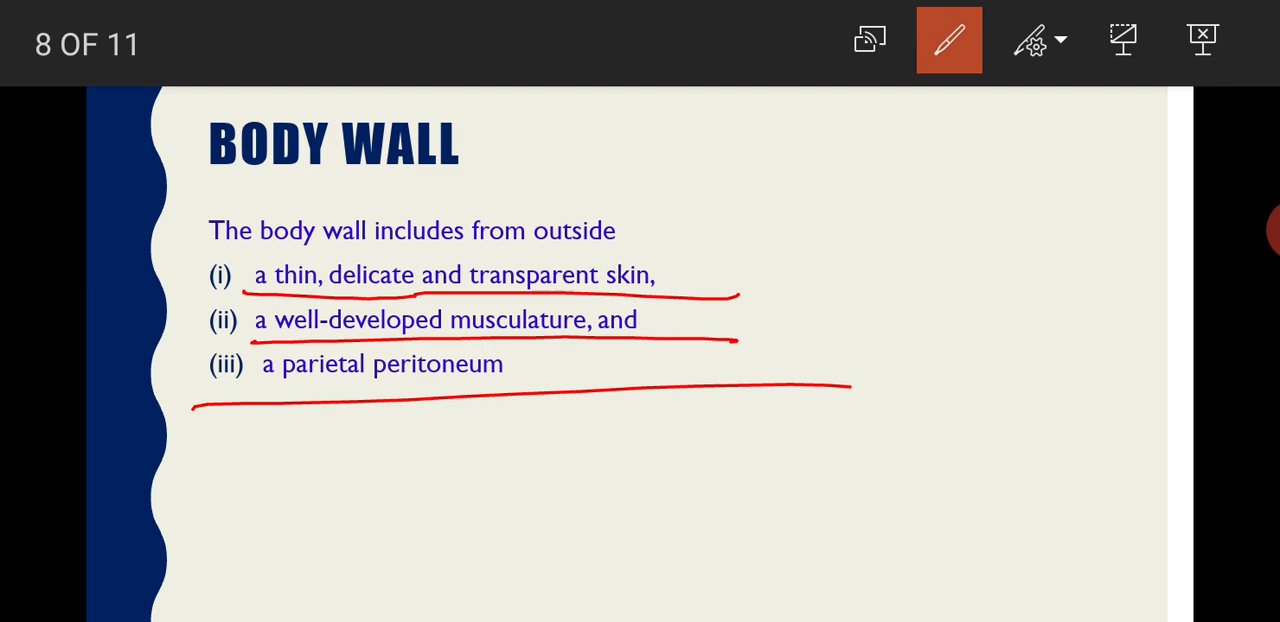 8 OF 11
BODY WALL
The body wall includes from outside
(i) a thin, delicate and transparent skin,
(ii) a well-developed musculature, and
(iii) a parietal peritoneum